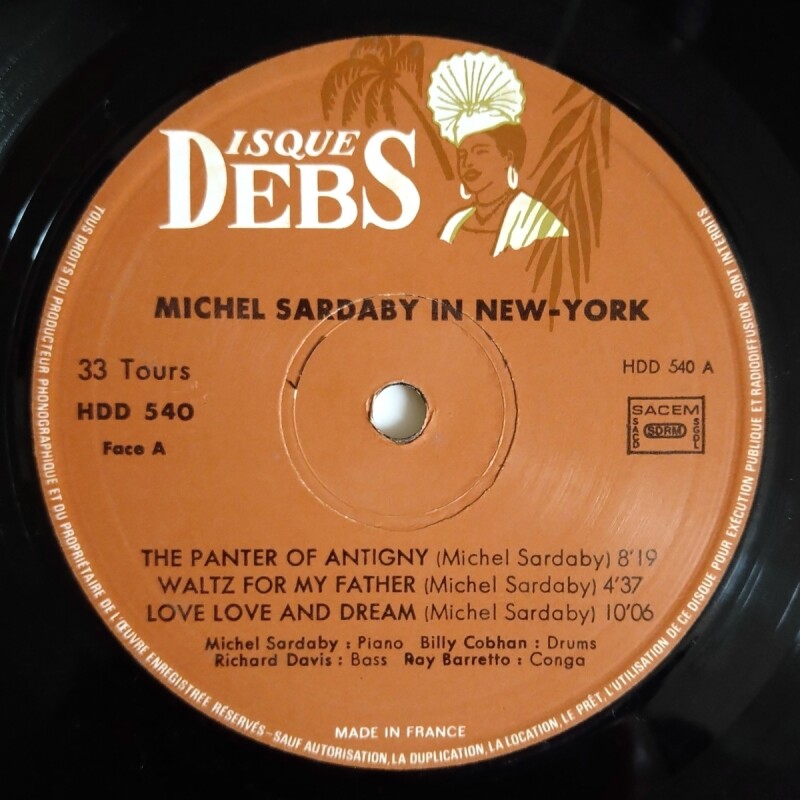 DISQUE
DEBS
MICHEL SARDABY IN NEW-YORK
33 Tours
HDD 540
Face A
HDD 540 A
SACEM
SACD
SDRM
SGDL
THE PANTER OF ANTIGNY (Michel Sardaby) 8'19
WALTZ FOR MY FATHER (Michel Sardaby) 4'37
LOVE LOVE AND DREAM (Michel Sardaby) 10'06
Michel Sardaby : Piano Billy Cobhan : Drums
Richard Davis : Bass Ray Barretto : Conga
MADE IN FRANCE
TOUS DROITS DU PRODUCTEUR PHONOGRAPHIQUE ET DU PROPRIÉTAIRE DE L'ŒUVRE ENREGISTRÉE RÉSERVÉS-SAUF AUTORISATION, LA DUPLICATION, LA LOCATION, LE PRÊT, L'UTILISATION DE CE DISQUE POUR EXÉCUTION PUBLIQUE ET RADIODIFFUSION SONT INTERDITS